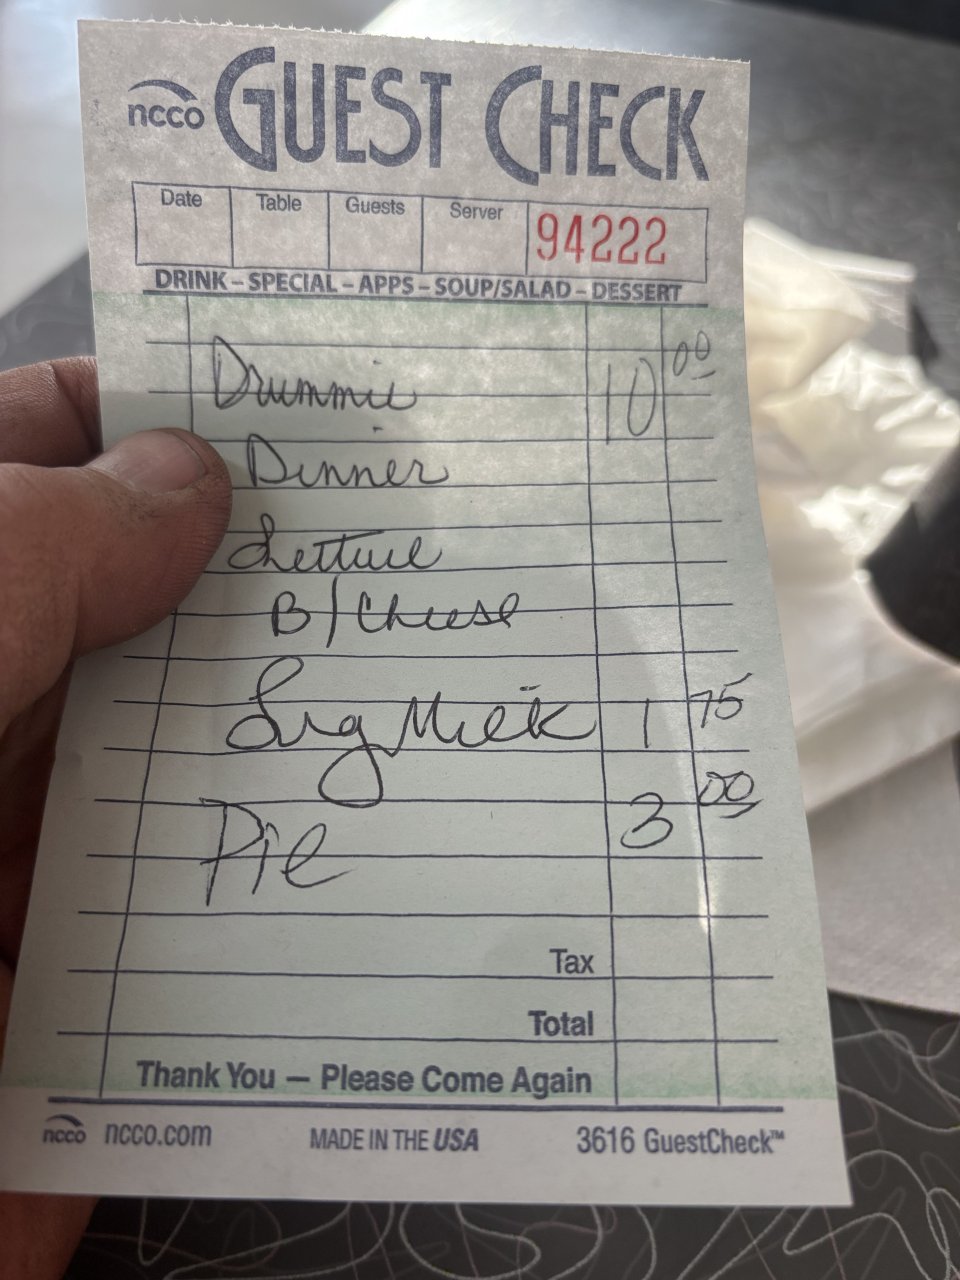 ncco GUEST CHECK
Date Table Guests Server 94222
DRINK – SPECIAL – APPS – SOUP/SALAD – DESSERT
Drummie 10 00
Dinner
Lettuce
B/Cheese
Lrg Milk 1 75
Pie 3 00
Tax
Total
Thank You — Please Come Again
ncco ncco.com MADE IN THE USA 3616 GuestCheck™